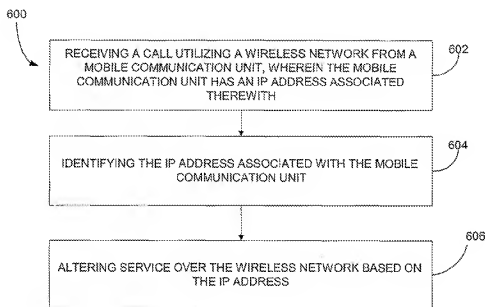 600
RECEIVING A CALL UTILIZING A WIRELESS NETWORK FROM A
MOBILE COMMUNICATION UNIT, WHEREIN THE MOBILE
COMMUNICATION UNIT HAS AN IP ADDRESS ASSOCIATED
THEREWITH
602
IDENTIFYING THE IP ADDRESS ASSOCIATED WITH THE MOBILE
COMMUNICATION UNIT
604
ALTERING SERVICE OVER THE WIRELESS NETWORK BASED ON
THE IP ADDRESS
606